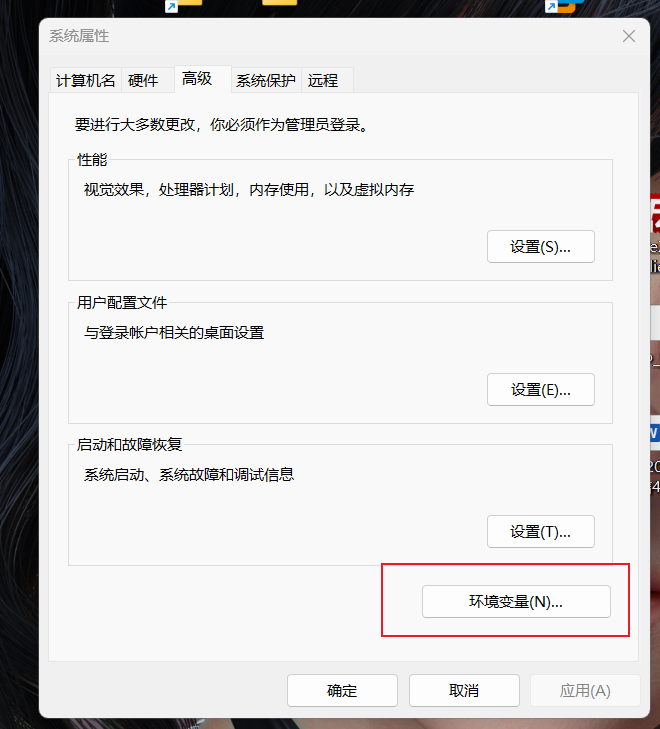 系统属性
计算机名 硬件 高级 系统保护 远程
要进行大多数更改，你必须作为管理员登录。
性能
视觉效果，处理器计划，内存使用，以及虚拟内存
设置(S)...
用户配置文件
与登录帐户相关的桌面设置
设置(E)...
启动和故障恢复
系统启动、系统故障和调试信息
设置(T)...
环境变量(N)...
确定 取消 应用(A)